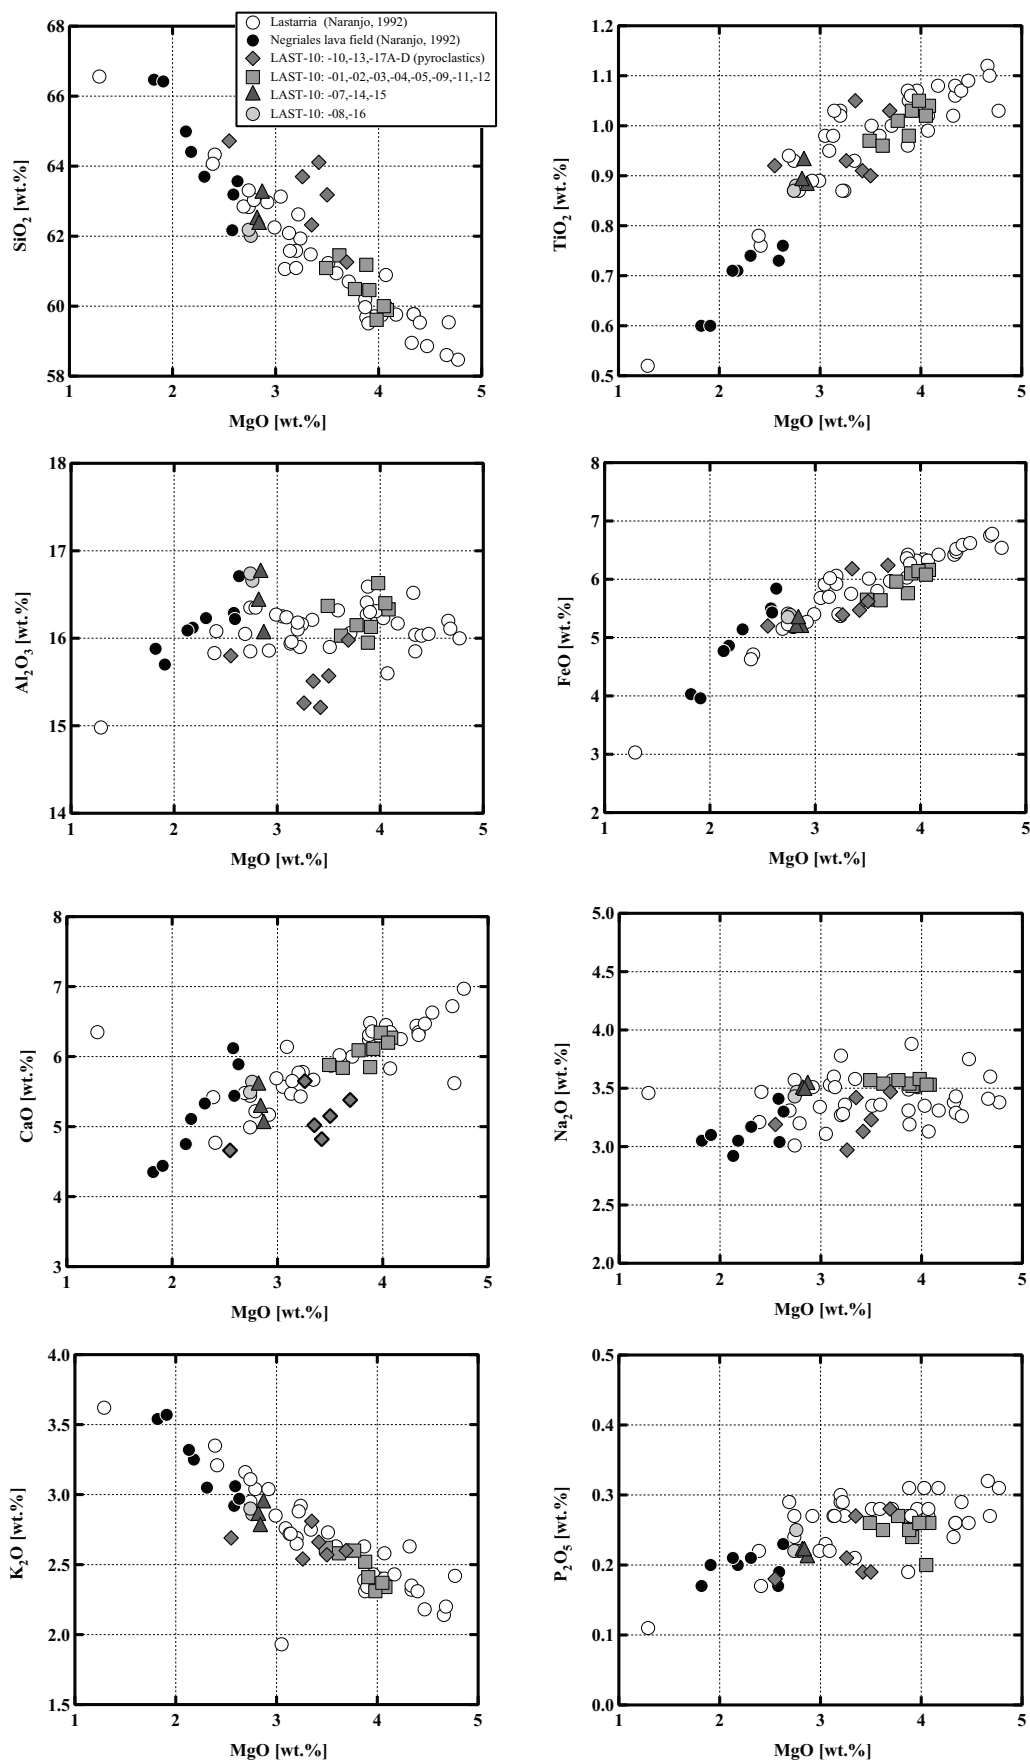 68
66
64
62
60
58
SiO2 [wt.%]
Lastarria (Naranjo, 1992)
Negriales lava field (Naranjo, 1992)
LAST-10: -10,-13,-17A-D (pyroclastics)
LAST-10: -01,-02,-03,-04,-05,-09,-11,-12
LAST-10: -07,-14,-15
LAST-10: -08,-16
1 2 3 4 5
MgO [wt.%]
1.2
1.1
1.0
0.9
0.8
0.7
0.6
0.5
TiO2 [wt.%]
1 2 3 4 5
MgO [wt.%]
18
17
16
15
14
Al2O3 [wt.%]
1 2 3 4 5
MgO [wt.%]
8
7
6
5
4
3
2
FeO [wt.%]
1 2 3 4 5
MgO [wt.%]
8
7
6
5
4
3
CaO [wt.%]
1 2 3 4 5
MgO [wt.%]
5.0
4.5
4.0
3.5
3.0
2.5
2.0
Na2O [wt.%]
1 2 3 4 5
MgO [wt.%]
4.0
3.5
3.0
2.5
2.0
1.5
K2O [wt.%]
1 2 3 4 5
MgO [wt.%]
0.5
0.4
0.3
0.2
0.1
0.0
P2O5 [wt.%]
1 2 3 4 5
MgO [wt.%]